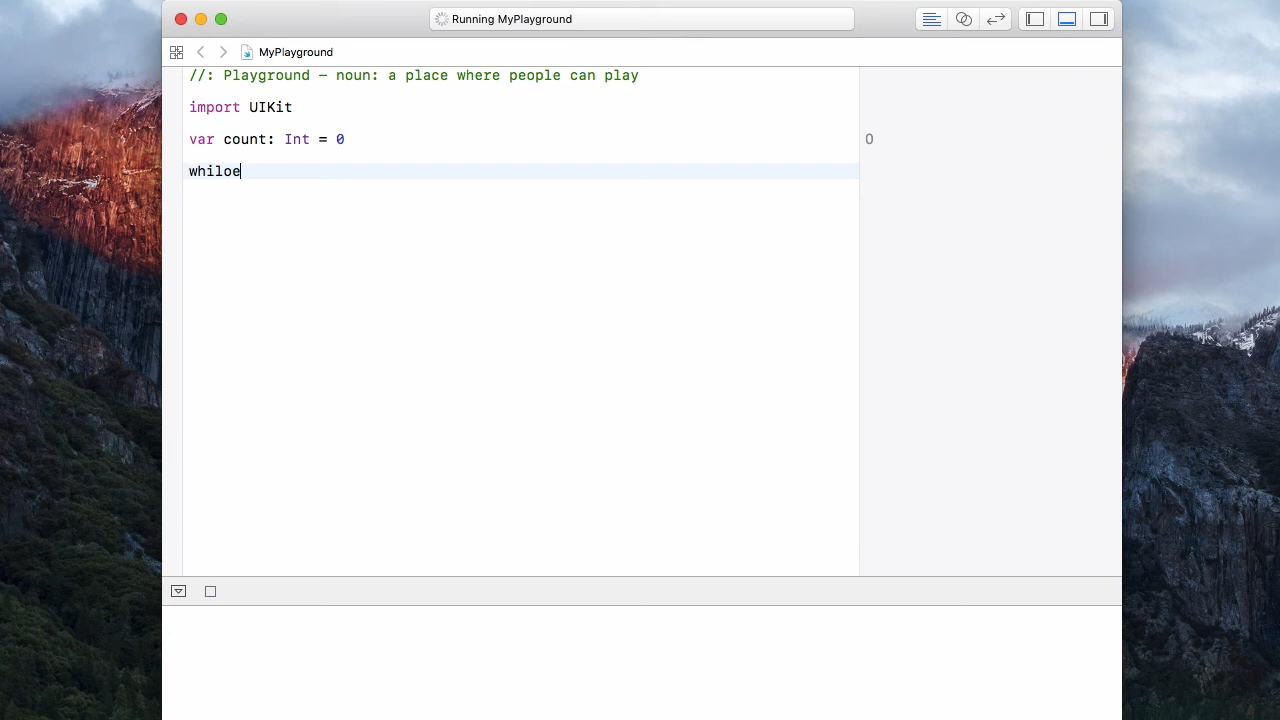 Running MyPlayground
MyPlayground
//: Playground – noun: a place where people can play
import UIKit
var count: Int = 0
0
whiloe